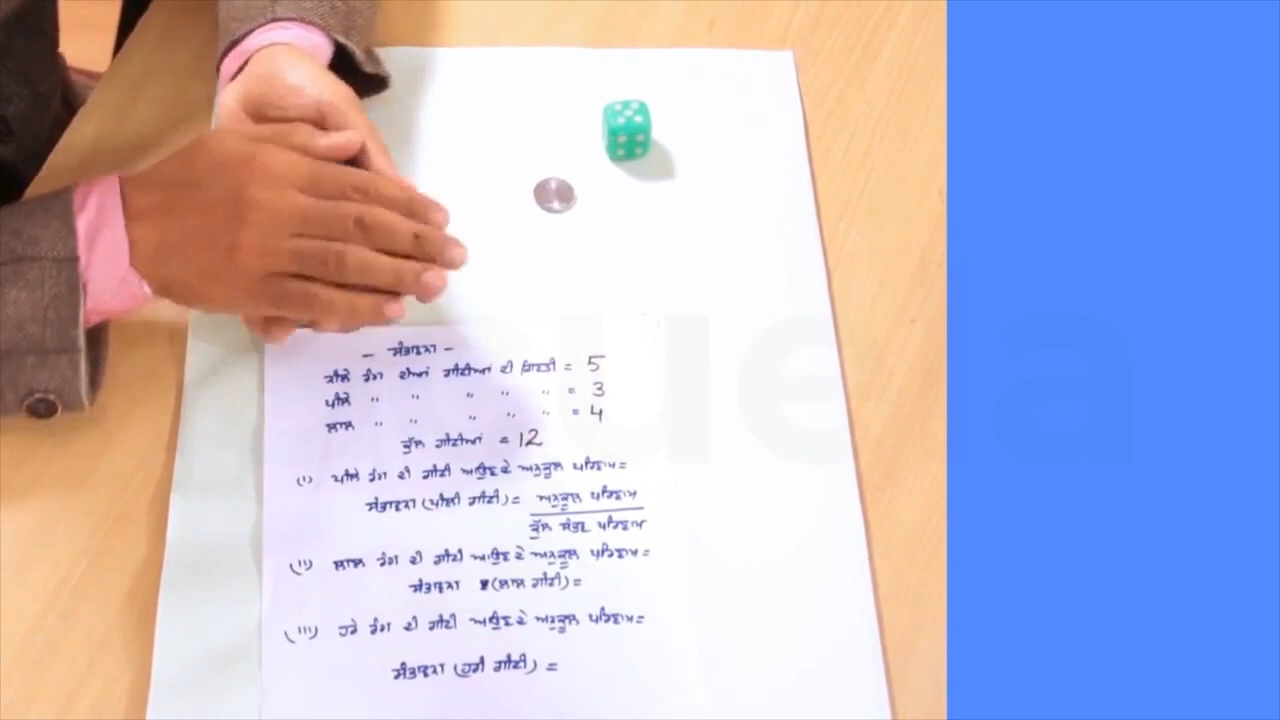 - ਸੰਭਾਵਨਾ -
ਨੀਲੇ ਰੰਗ ਦੀਆਂ ਗੀਟੀਆਂ ਦੀ ਗਿਣਤੀ = 5
ਪੀਲੇ " " " " " = 3
ਲਾਲ " " " " " = 4
ਕੁੱਲ ਗੀਟੀਆਂ = 12
(i) ਪੀਲੇ ਰੰਗ ਦੀ ਗੀਟੀ ਆਉਣ ਦੇ ਅਨੁਕੂਲ ਪਰਿਣਾਮ =
ਸੰਭਾਵਨਾ (ਪੀਲੀ ਗੀਟੀ) = ਅਨੁਕੂਲ ਪਰਿਣਾਮ
ਕੁੱਲ ਸੰਭਵ ਪਰਿਣਾਮ
(ii) ਲਾਲ ਰੰਗ ਦੀ ਗੀਟੀ ਆਉਣ ਦੇ ਅਨੁਕੂਲ ਪਰਿਣਾਮ =
ਸੰਭਾਵਨਾ (ਲਾਲ ਗੀਟੀ) =
(iii) ਹਰੇ ਰੰਗ ਦੀ ਗੀਟੀ ਆਉਣ ਦੇ ਅਨੁਕੂਲ ਪਰਿਣਾਮ =
ਸੰਭਾਵਨਾ (ਹਰੀ ਗੀਟੀ) =